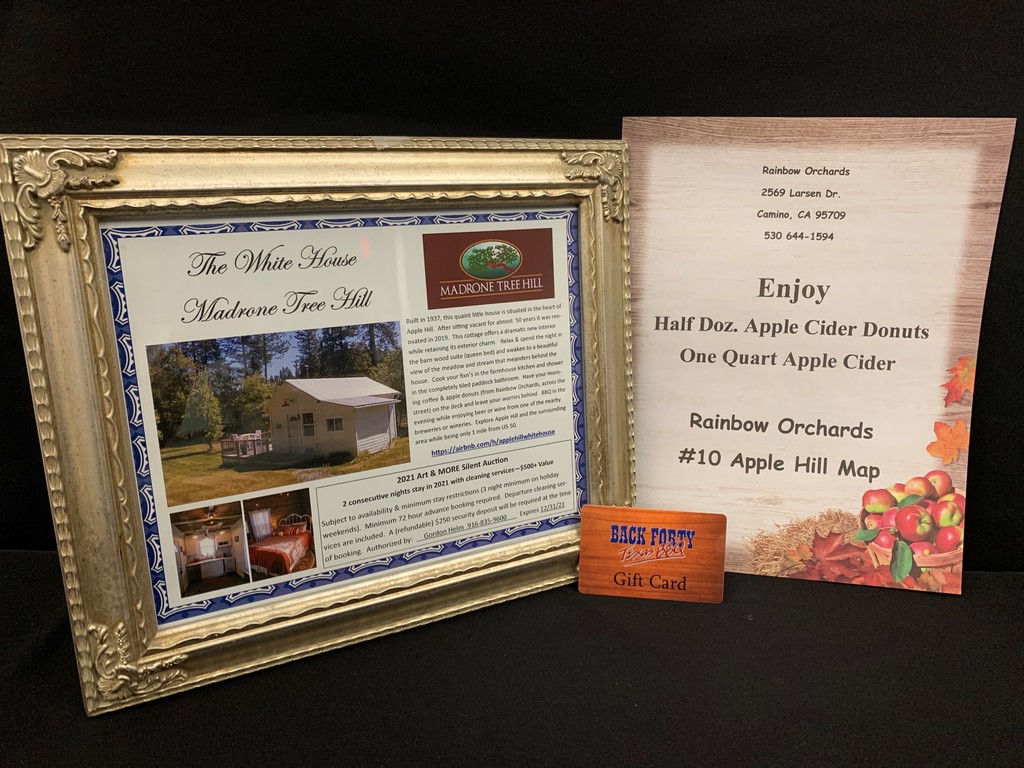 The White House
Madrone Tree Hill
MADRONE TREE HILL
Built in 1937, this quaint little house is situated in the heart of
Apple Hill. After sitting vacant for almost 50 years it was ren-
ovated in 2019. This cottage offers a dramatic new interior
while retaining its exterior charm. Relax & spend the night in
the barn wood suite (queen bed) and awaken to a beautiful
view of the meadow and stream that meanders behind the
house. Cook your fixn's in the farmhouse kitchen and shower
in the completely tiled paddock bathroom. Have your morn-
ing coffee & apple donuts (from Rainbow Orchards, across the
street) on the deck and leave your worries behind. BBQ in the
evening while enjoying beer or wine from one of the nearby
breweries or wineries. Explore Apple Hill and the surrounding
area while being only 1 mile from US-50.
https://airbnb.com/h/applehillwhitehouse
2021 Art & MORE Silent Auction
2 consecutive nights stay in 2021 with cleaning services—$500+ Value
Subject to availability & minimum stay restrictions (3 night minimum on holiday
weekends). Minimum 72 hour advance booking required. Departure cleaning ser-
vices are included. A (refundable) $250 security deposit will be required at the time
of booking. Authorized by: Gordon Helm 916-835-9600 Expires 12/31/21
Rainbow Orchards
2569 Larsen Dr.
Camino, CA 95709
530 644-1594
Enjoy
Half Doz. Apple Cider Donuts
One Quart Apple Cider
Rainbow Orchards
#10 Apple Hill Map
BACK FORTY
Texas BBQ
Gift Card